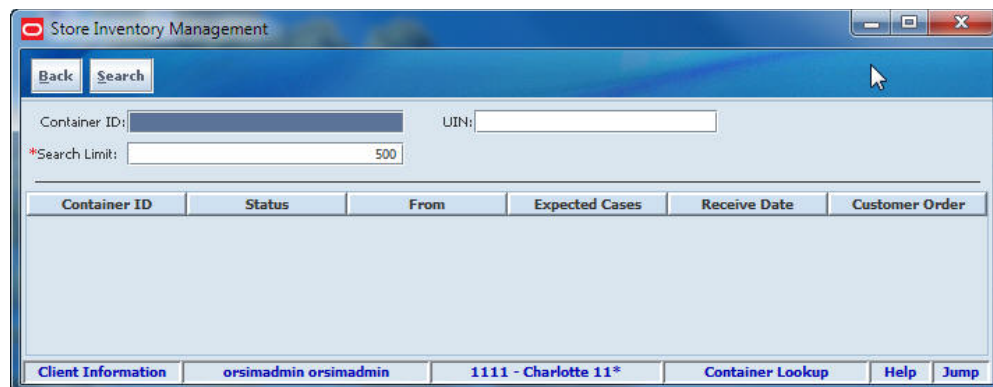 Store Inventory Management
Back Search
Container ID: UIN:
*Search Limit: 500
Container ID Status From Expected Cases Receive Date Customer Order
Client Information orsimadmin orsimadmin 1111 - Charlotte 11* Container Lookup Help Jump